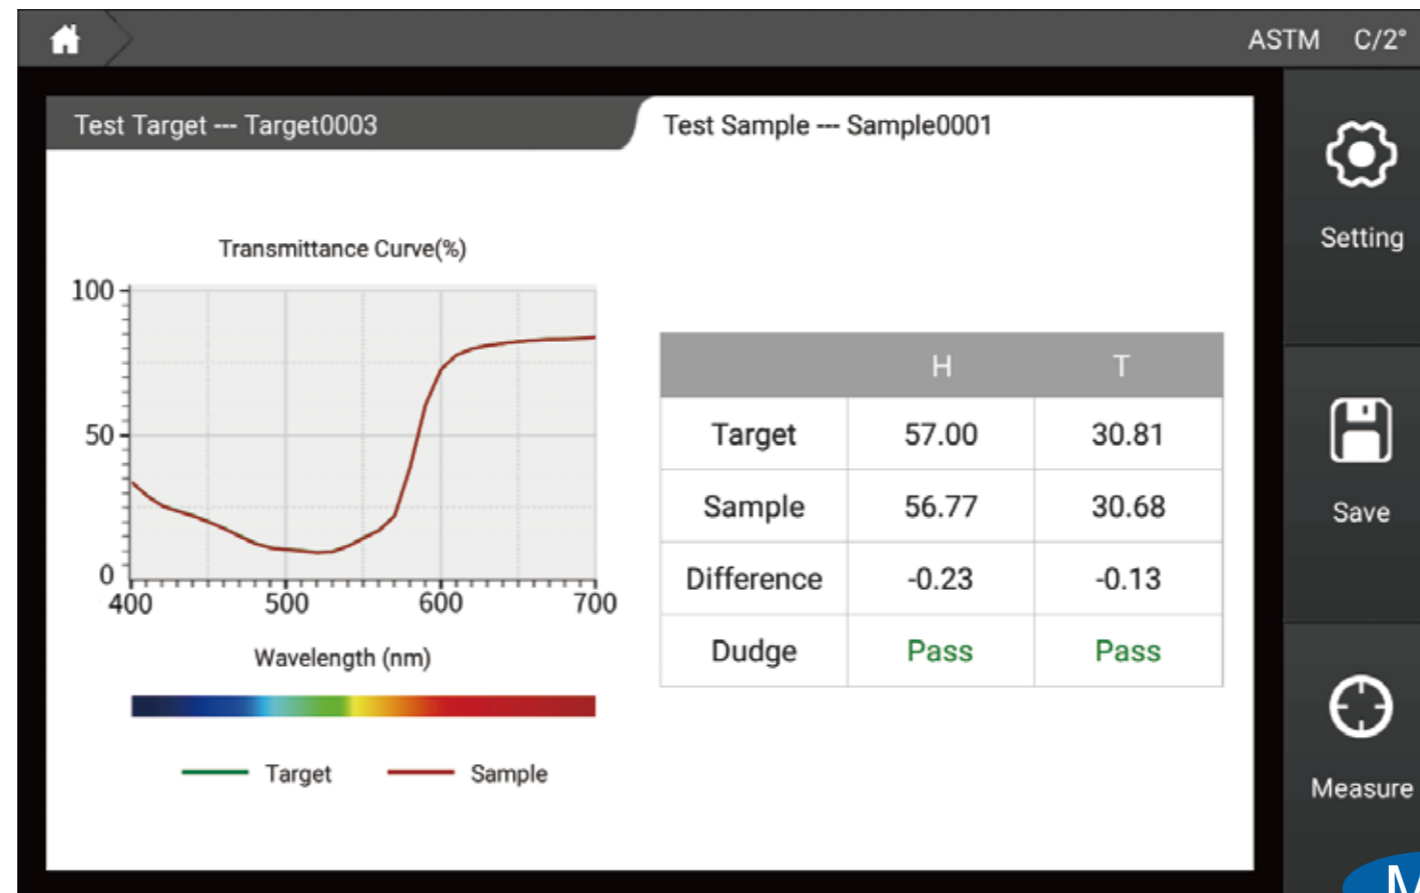 ASTM C/2°
Test Target --- Target0003
Test Sample --- Sample0001
Setting
Transmittance Curve(%)
100
50
0
400 500 600 700
Wavelength (nm)
Target Sample
H T
Target 57.00 30.81
Sample 56.77 30.68
Difference -0.23 -0.13
Dudge Pass Pass
Save
Measure